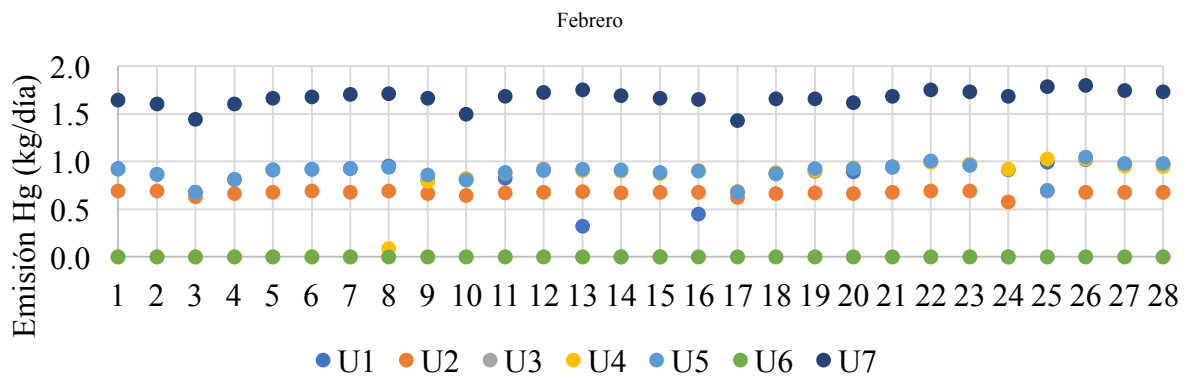 Febrero
Emisión Hg (kg/día)
2.0
1.5
1.0
0.5
0.0
1 2 3 4 5 6 7 8 9 10 11 12 13 14 15 16 17 18 19 20 21 22 23 24 25 26 27 28
U1 U2 U3 U4 U5 U6 U7